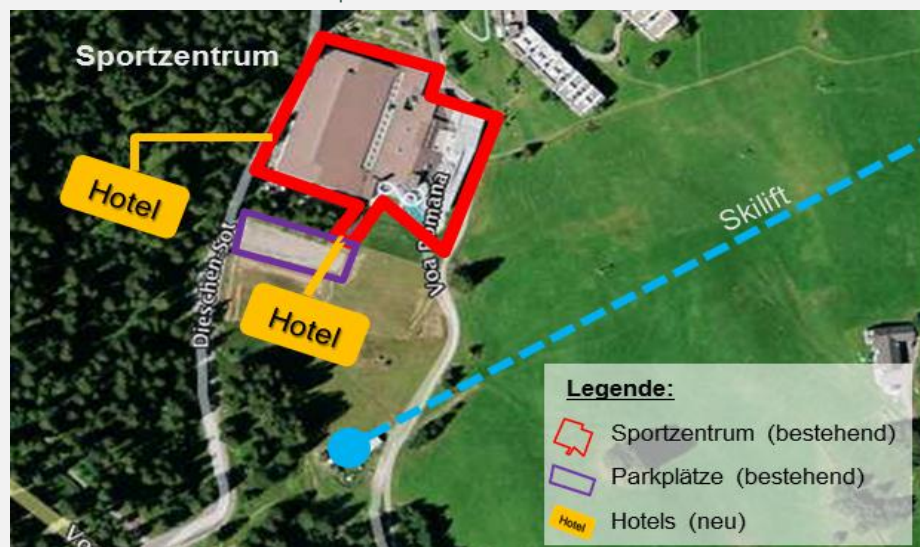 Sportzentrum
Hotel
Dieschen-Sot
Voa Romana
Hotel
Skilift
Legende:
Sportzentrum (bestehend)
Parkplätze (bestehend)
Hotel Hotels (neu)